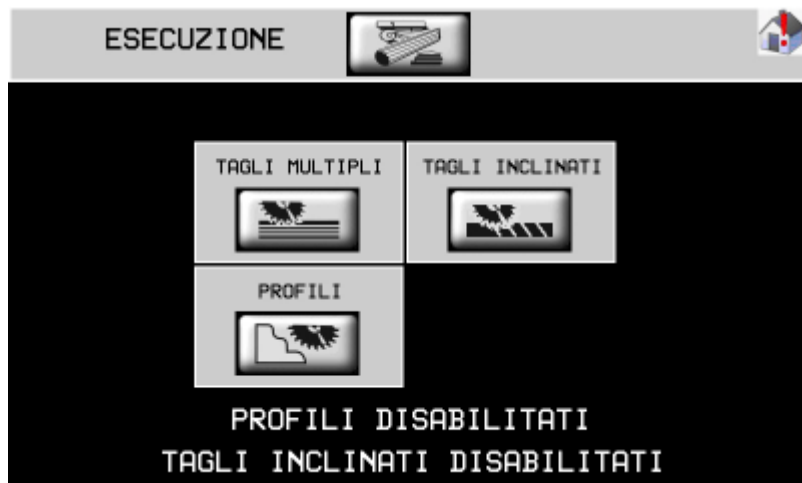 ESECUZIONE
TAGLI MULTIPLI
TAGLI INCLINATI
PROFILI
PROFILI DISABILITATI
TAGLI INCLINATI DISABILITATI